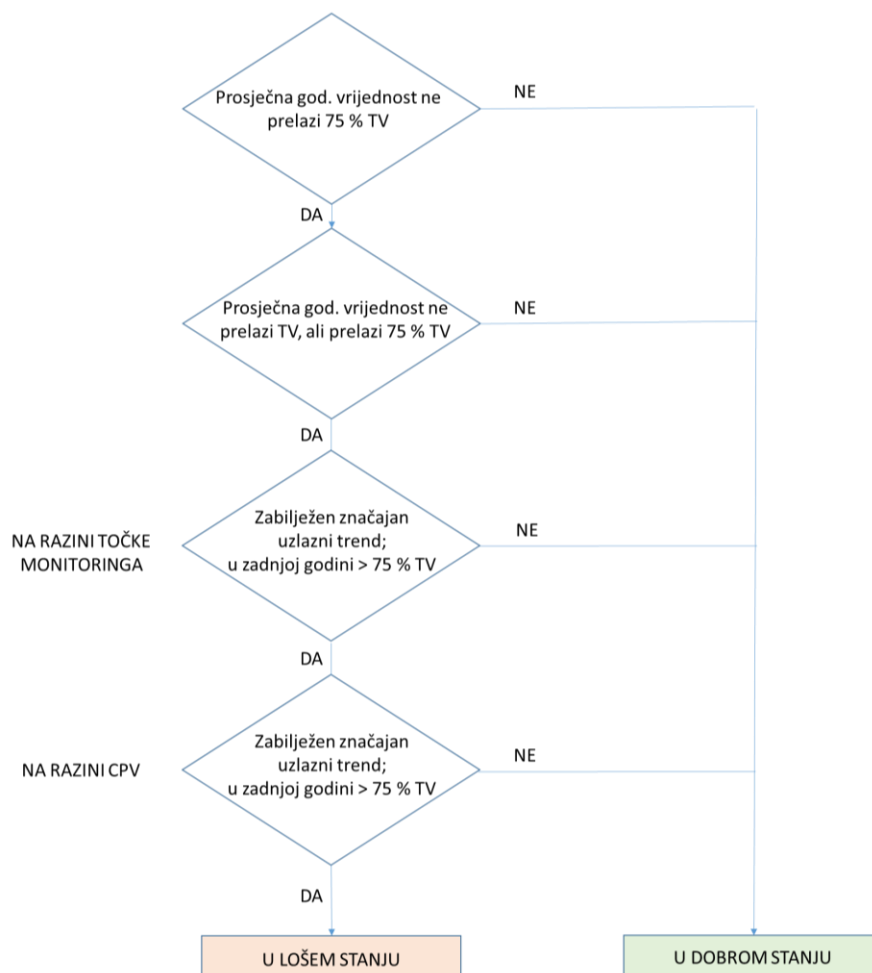 Prosječna god. vrijednost ne
prelazi 75 % TV
NE
DA
Prosječna god. vrijednost ne
prelazi TV, ali prelazi 75 % TV
NE
DA
NA RAZINI TOČKE
MONITORINGA
Zabilježen značajan
uzlazni trend;
u zadnjoj godini > 75 % TV
NE
DA
NA RAZINI CPV
Zabilježen značajan
uzlazni trend;
u zadnjoj godini > 75 % TV
NE
DA
U LOŠEM STANJU
U DOBROM STANJU